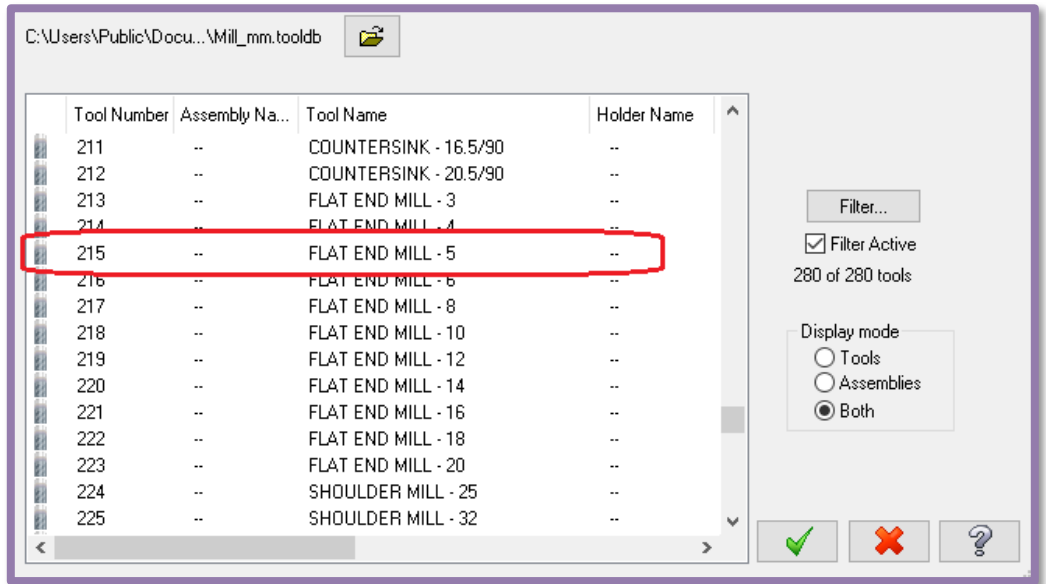 C:\Users\Public\Docu...\Mill_mm.tooldb
Tool Number Assembly Na... Tool Name Holder Name
211 -- COUNTERSINK - 16.5/90 --
212 -- COUNTERSINK - 20.5/90 --
213 -- FLAT END MILL - 3 --
214 -- FLAT END MILL - 4 --
215 -- FLAT END MILL - 5 --
216 -- FLAT END MILL - 6 --
217 -- FLAT END MILL - 8 --
218 -- FLAT END MILL - 10 --
219 -- FLAT END MILL - 12 --
220 -- FLAT END MILL - 14 --
221 -- FLAT END MILL - 16 --
222 -- FLAT END MILL - 18 --
223 -- FLAT END MILL - 20 --
224 -- SHOULDER MILL - 25 --
225 -- SHOULDER MILL - 32 --
Filter...
Filter Active
280 of 280 tools
Display mode
Tools
Assemblies
Both